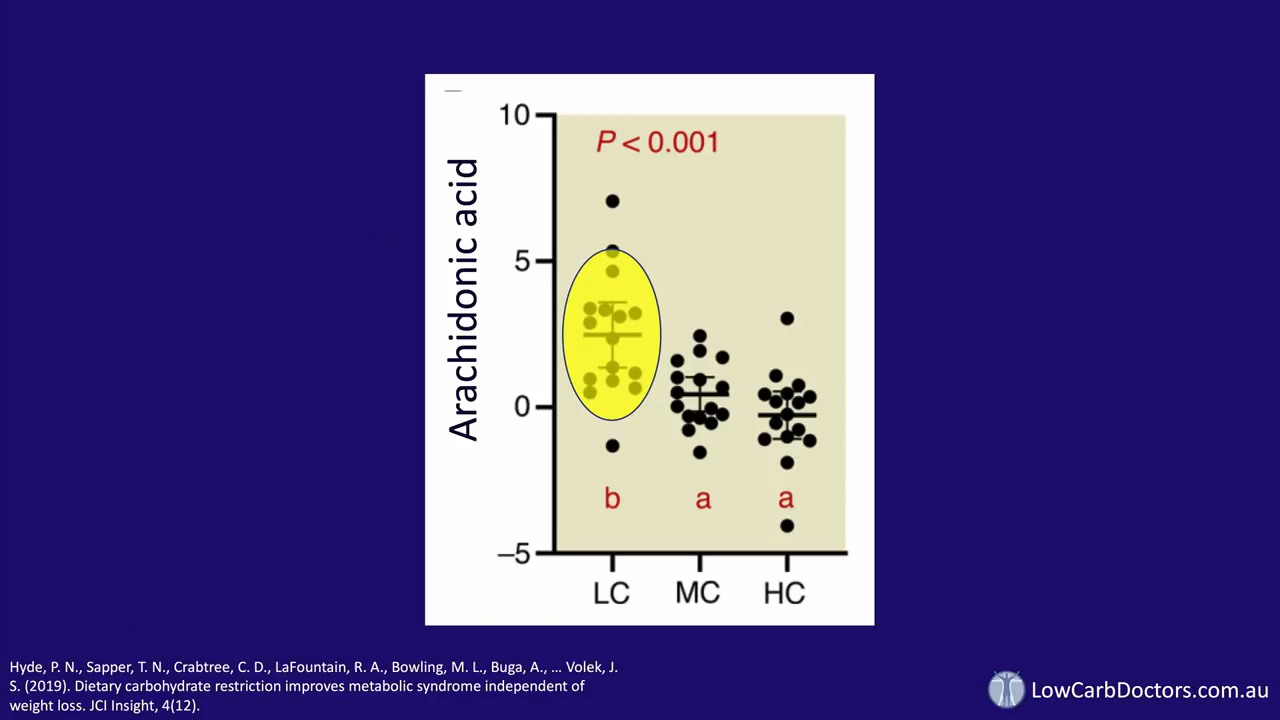 10
P < 0.001
Arachidonic acid
5
0
b a a
–5
LC MC HC
Hyde, P. N., Sapper, T. N., Crabtree, C. D., LaFountain, R. A., Bowling, M. L., Buga, A., ... Volek, J.
S. (2019). Dietary carbohydrate restriction improves metabolic syndrome independent of
weight loss. JCI Insight, 4(12).
LowCarbDoctors.com.au